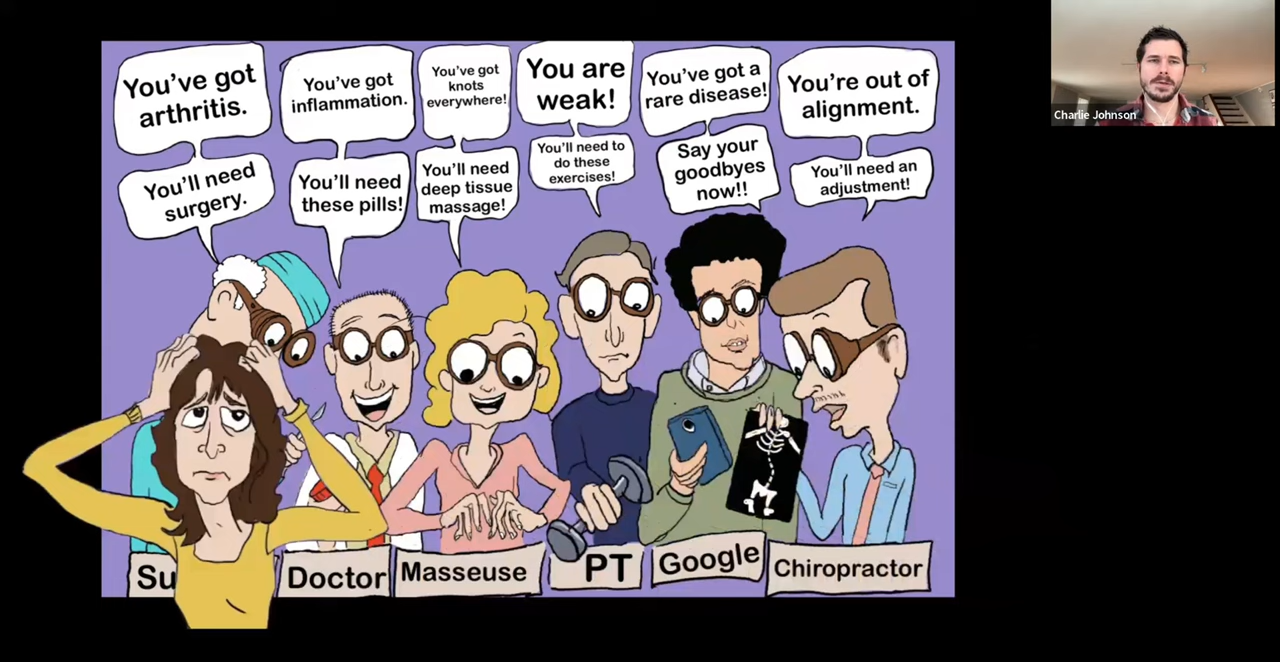 You've got
arthritis.
You'll need
surgery.
You've got
inflammation.
You'll need
these pills!
You've got
knots
everywhere!
You'll need
deep tissue
massage!
You are
weak!
You'll need to
do these
exercises!
You've got a
rare disease!
Say your
goodbyes
now!!
You're out of
alignment.
You'll need an
adjustment!
Su
Doctor
Masseuse
PT
Google
Chiropractor
Charlie Johnson